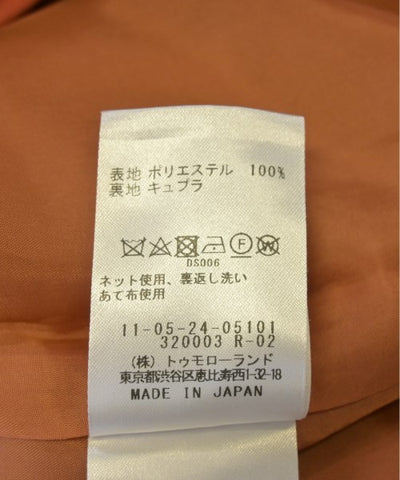 表地 ポリエステル 100%
裏地 キュプラ
DS006
ネット使用、裏返し洗い
あて布使用
11-05-24-05101
320003 R-02
(株) トゥモローランド
東京都渋谷区恵比寿西1-32-18
MADE IN JAPAN